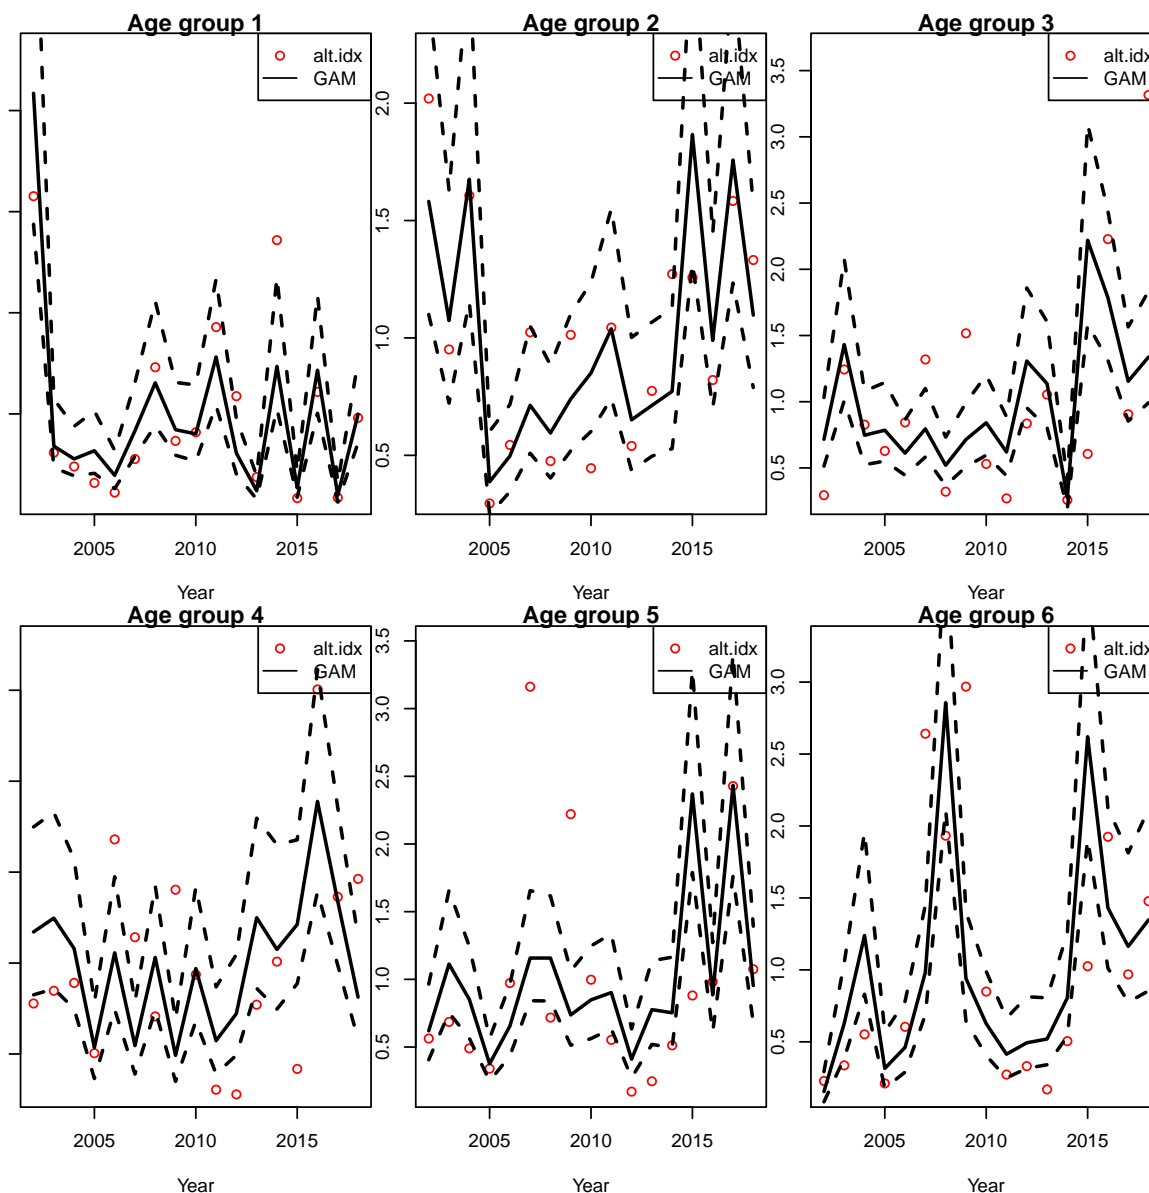 Age group 1
alt.idx
GAM
2005 2010 2015
Year
Age group 2
alt.idx
GAM
0.5 1.0 1.5 2.0
2005 2010 2015
Year
Age group 3
alt.idx
GAM
0.5 1.0 1.5 2.0 2.5 3.0 3.5
2005 2010 2015
Year
Age group 4
alt.idx
GAM
2005 2010 2015
Year
Age group 5
alt.idx
GAM
0.5 1.0 1.5 2.0 2.5 3.0 3.5
2005 2010 2015
Year
Age group 6
alt.idx
GAM
0.5 1.0 1.5 2.0 2.5 3.0
2005 2010 2015
Year